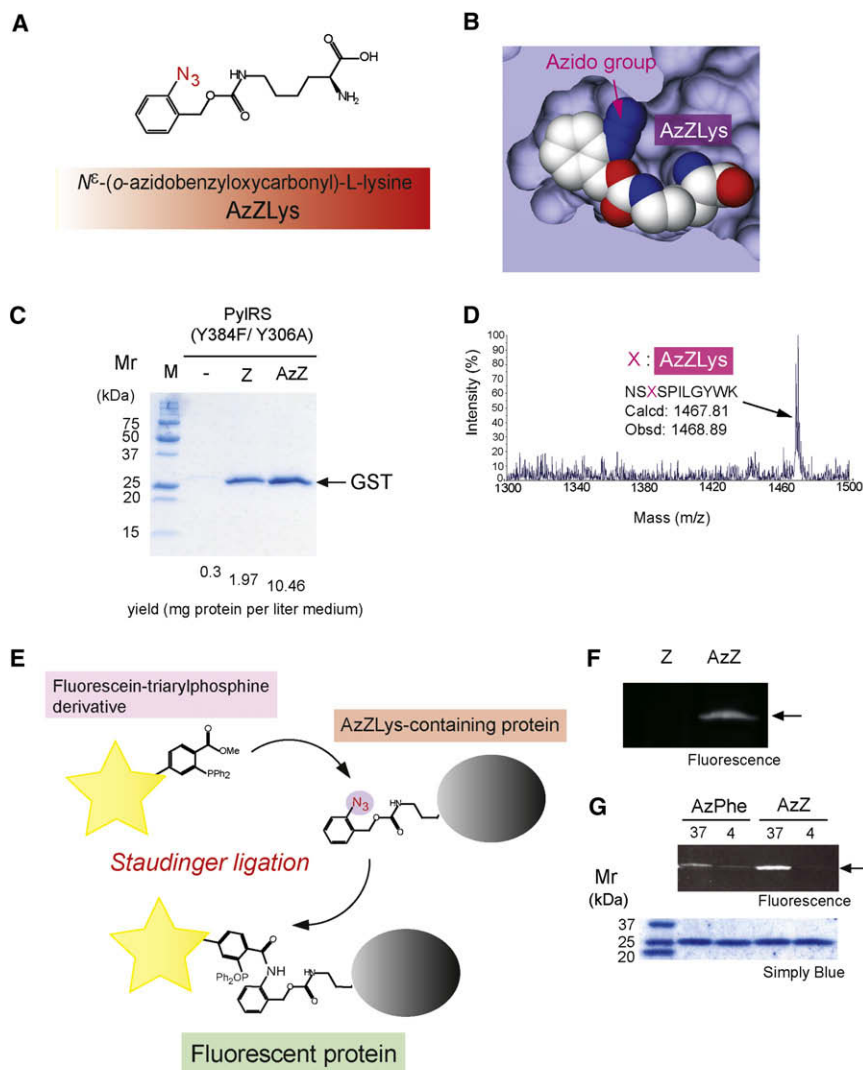 A
N3
O
O
H
N
O
OH
NH2
Nε-(o-azidobenzyloxycarbonyl)-L-lysine
AzZLys
B
Azido group
AzZLys
C
PylRS
(Y384F/ Y306A)
Mr
(kDa)
M - Z AzZ
75
50
37
25
20
15
GST
0.3 1.97 10.46
yield (mg protein per liter medium)
D
Intensity (%)
100
90
80
70
60
50
40
30
20
10
0
X : AzZLys
NSXSPILGYWK
Calcd: 1467.81
Obsd: 1468.89
1300 1340 1380 1420 1460 1500
Mass (m/z)
E
Fluorescein-triarylphosphine
derivative
O
OMe
PPh2
AzZLys-containing protein
N3
O
H
N
O
Staudinger ligation
O
Ph2OP
NH
O
H
N
O
Fluorescent protein
F
Z AzZ
Fluorescence
G
AzPhe AzZ
37 4 37 4
Fluorescence
Mr
(kDa)
37
25
20
Simply Blue